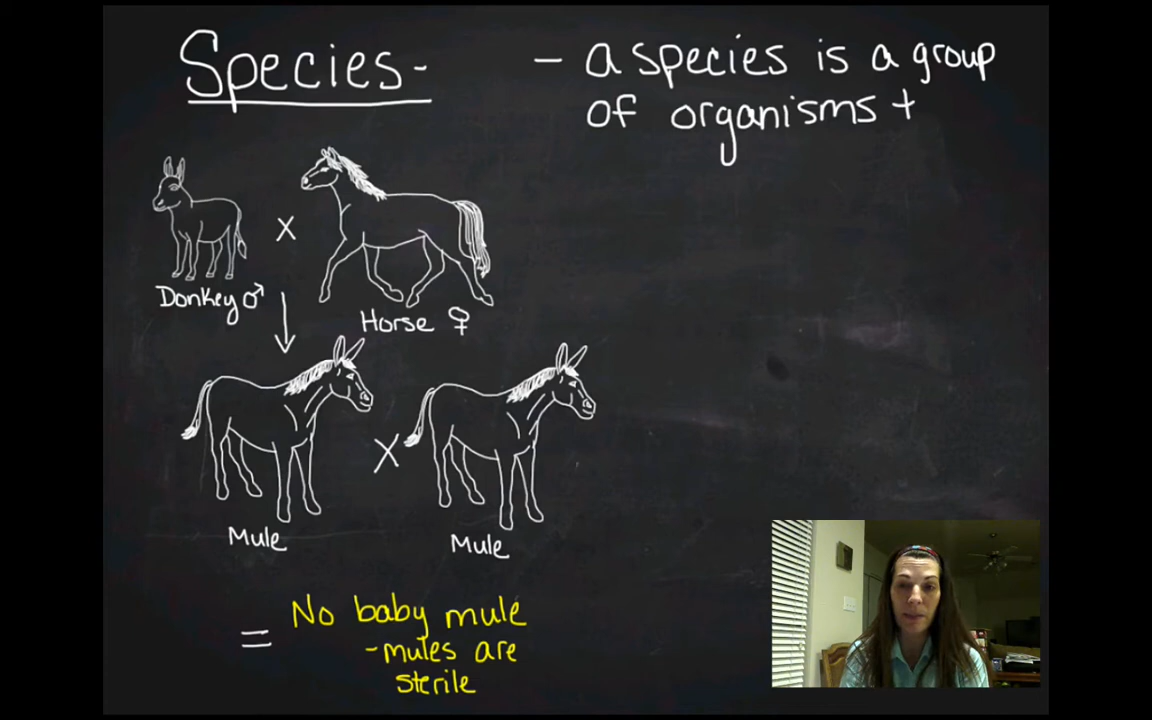 Species-
- a species is a group
of organisms +
X
Donkey ♂
Horse ♀
X
Mule
Mule
= No baby mule
-mules are
sterile